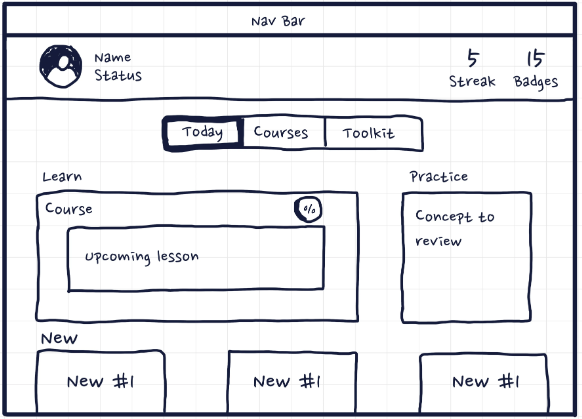 Nav Bar
Name
Status
5
Streak
15
Badges
Today
Courses
Toolkit
Learn
Course
%
Upcoming lesson
Practice
Concept to
review
New
New #1
New #1
New #1